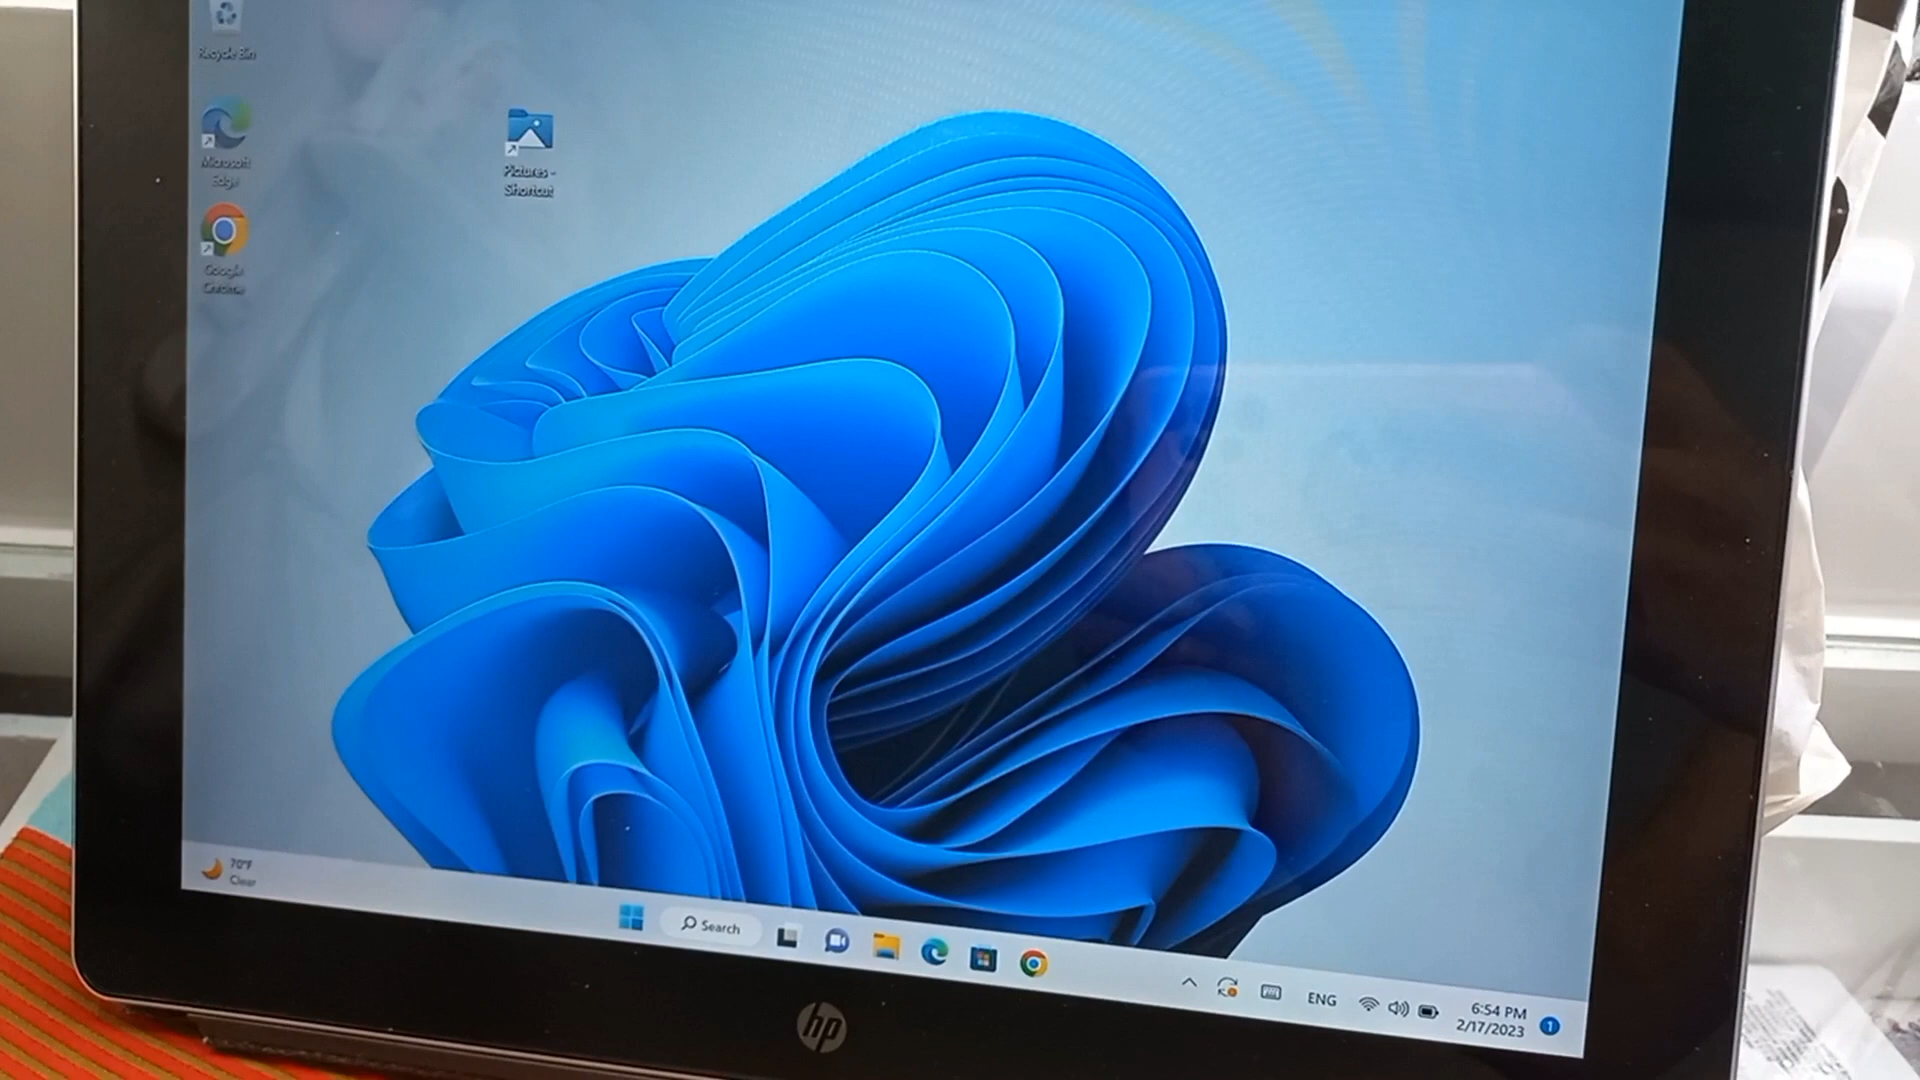 Recycle Bin
Microsoft
Edge
Google
Chrome
Pictures -
Shortcut
70°F
Clear
Search
ENG
6:54 PM
2/17/2023
1
hp